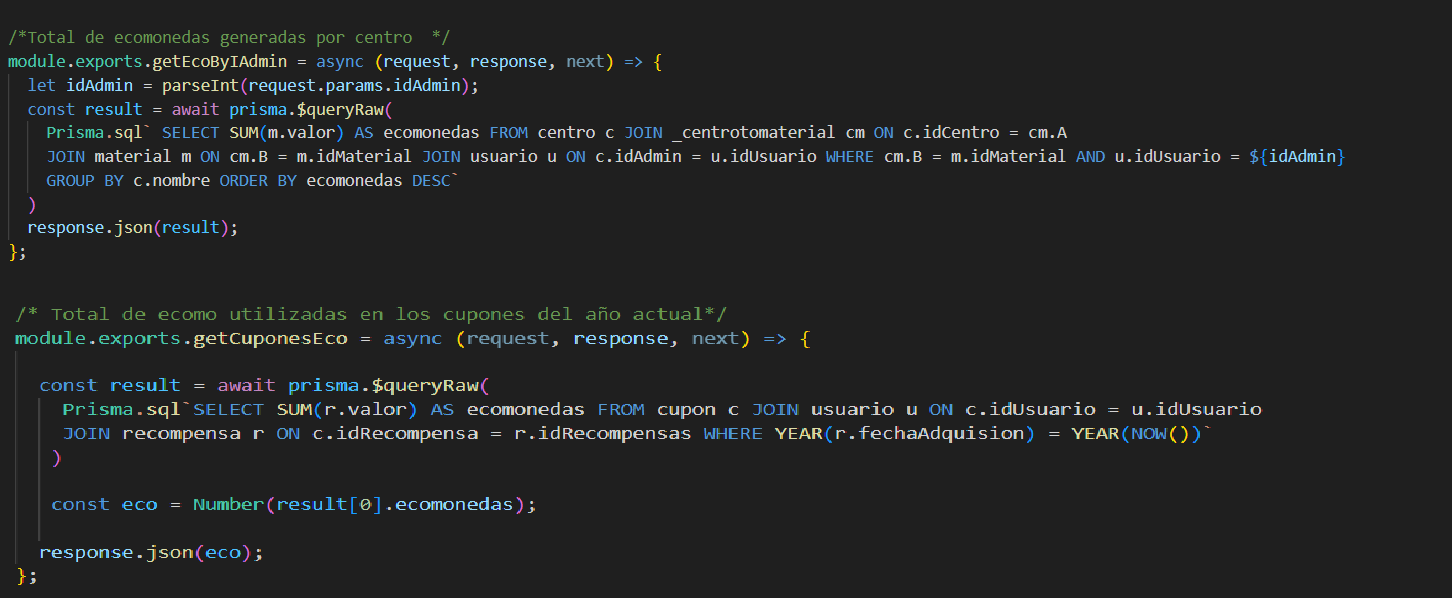 /*Total de ecomonedas generadas por centro  */
module.exports.getEcoByIAdmin = async (request, response, next) => {
let idAdmin = parseInt(request.params.idAdmin);
const result = await prisma.$queryRaw(
Prisma.sql` SELECT SUM(m.valor) AS ecomonedas FROM centro c JOIN _centrotomaterial cm ON c.idCentro = cm.A
JOIN material m ON cm.B = m.idMaterial JOIN usuario u ON c.idAdmin = u.idUsuario WHERE cm.B = m.idMaterial AND u.idUsuario = ${idAdmin}
GROUP BY c.nombre ORDER BY ecomonedas DESC`
)
response.json(result);
};
/* Total de ecomo utilizadas en los cupones del año actual*/
module.exports.getCuponesEco = async (request, response, next) => {
const result = await prisma.$queryRaw(
Prisma.sql`SELECT SUM(r.valor) AS ecomonedas FROM cupon c JOIN usuario u ON c.idUsuario = u.idUsuario
JOIN recompensa r ON c.idRecompensa = r.idRecompensas WHERE YEAR(r.fechaAdquision) = YEAR(NOW())`
)
const eco = Number(result[0].ecomonedas);
response.json(eco);
};